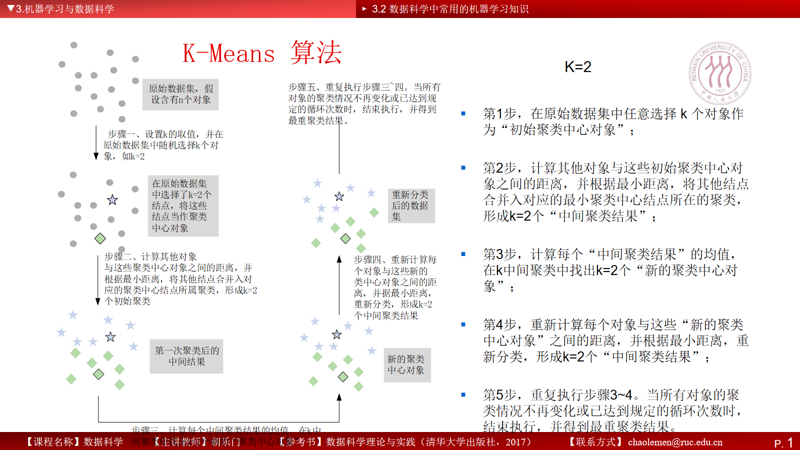 ▼3.机器学习与数据科学
▸ 3.2 数据科学中常用的机器学习知识
K-Means 算法
原始数据集，假
设含有n个对象
步骤一、设置k的取值，并在
原始数据集中随机选择k个对
象，如k=2
在原始数据集
中选择了k=2个
结点，将这些
结点当作聚类
中心对象
步骤二、计算其他对象
与这些聚类中心对象之间的距离，并
根据最小距离，将其他结点合并入对
应的聚类中心结点所属聚类，形成k=2
个初始聚类
第一次聚类后的
中间结果
步骤三、计算每个中间聚类结果的均值，在k中
新的聚类
中心对象
步骤四、重新计算每
个对象与这些新的
类中心对象之间的距
离，并据最小距离，
重新分类，形成k=2
个中间聚类结果
重新分类
后的数据
集
步骤五、重复执行步骤三~四。当所有
对象的聚类情况不再变化或已达到规
定的循环次数时，结束执行，并得到
最重聚类结果。
K=2
RENMIN UNIVERSITY OF CHINA
1937
▪ 第1步，在原始数据集中任意选择 k 个对象作
为“初始聚类中心对象”；
▪ 第2步，计算其他对象与这些初始聚类中心对
象之间的距离，并根据最小距离，将其他结点
合并入对应的最小聚类中心结点所在的聚类，
形成k=2个“中间聚类结果”；
▪ 第3步，计算每个“中间聚类结果”的均值，
在k中间聚类中找出k=2个“新的聚类中心对
象”；
▪ 第4步，重新计算每个对象与这些“新的聚类
中心对象”之间的距离，并根据最小距离，重
新分类，形成k=2个“中间聚类结果”；
▪ 第5步，重复执行步骤3~4。当所有对象的聚
类情况不再变化或已达到规定的循环次数时，
结束执行，并得到最重聚类结果。
【课程名称】数据科学 【主讲教师】朝乐门 【参考书】数据科学理论与实践（清华大学出版社，2017） 【联系方式】 chaolemen@ruc.edu.cn P. 1